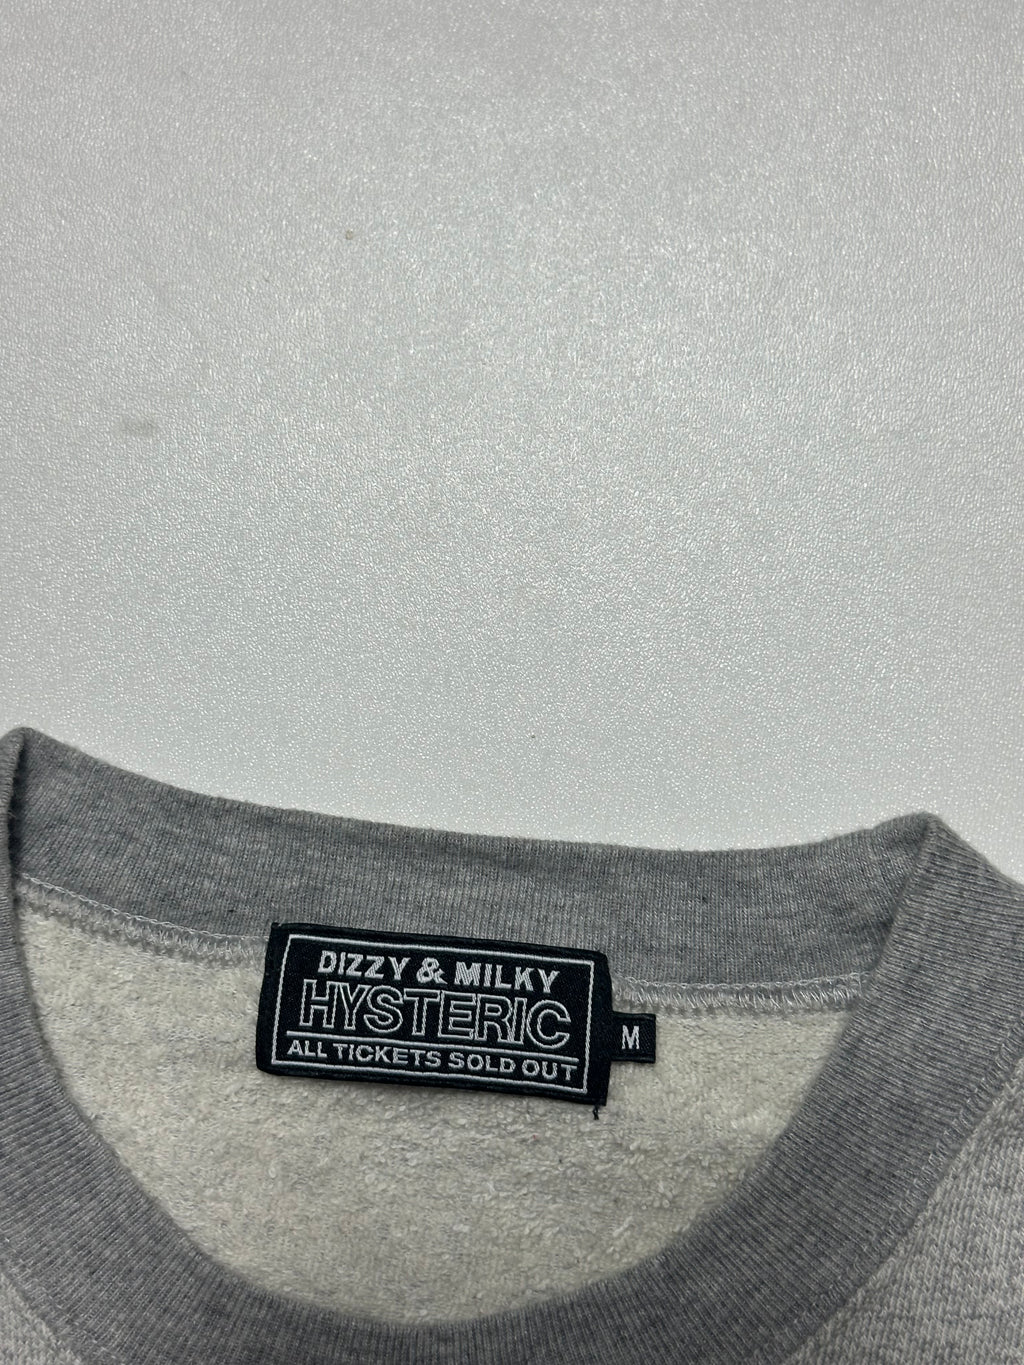 DIZZY & MILKY
HYSTERIC
ALL TICKETS SOLD OUT
M